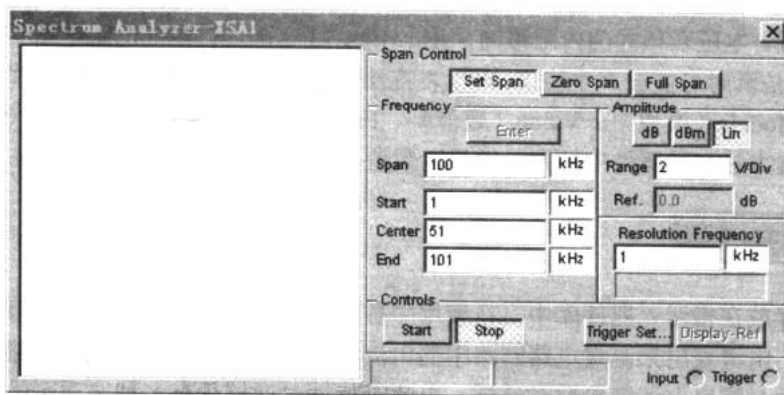 Spectrum Analyzer-XSA1
Span Control
Set Span Zero Span Full Span
Frequency
Enter
Span 100 kHz
Start 1 kHz
Center 51 kHz
End 101 kHz
Amplitude
dB dBm Lin
Range 2 V/Div
Ref. 0.0 dB
Resolution Frequency
1 kHz
Controls
Start Stop Trigger Set... Display-Ref
Input Trigger